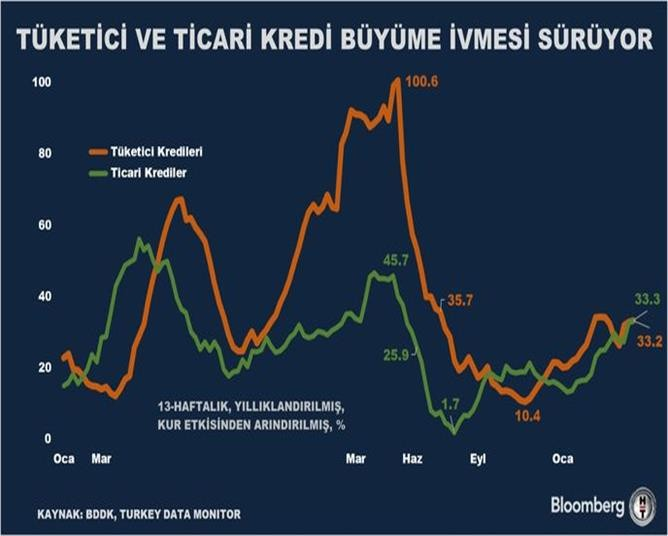 TÜKETİCİ VE TİCARİ KREDİ BÜYÜME İVMESİ SÜRÜYOR
100
100.6
80
Tüketici Kredileri
Ticari Krediler
60
45.7
40
35.7
33.3
33.2
25.9
20
13-HAFTALIK, YILLIKLANDIRILMIŞ,
KUR ETKİSİNDEN ARINDIRILMIŞ, %
1.7
10.4
0
Oca Mar Mar Haz Eyl Oca
KAYNAK: BDDK, TURKEY DATA MONITOR
Bloomberg HT